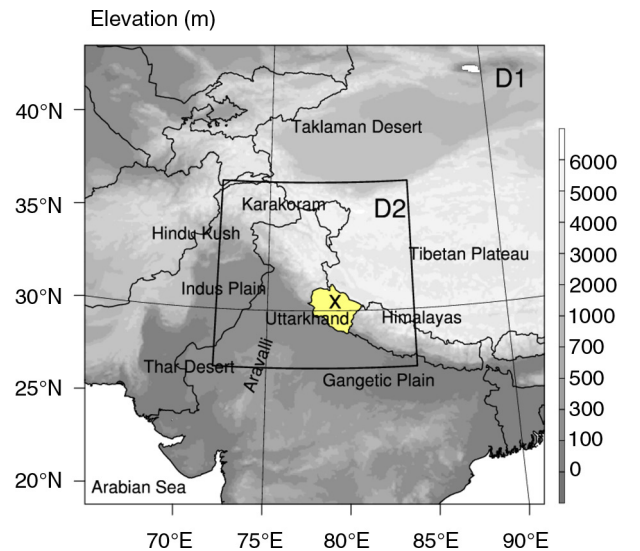 Elevation (m)
D1
40°N
Taklaman Desert
6000
35°N
Karakoram
D2
5000
4000
Hindu Kush
Tibetan Plateau
3000
30°N
Indus Plain
X
2000
Uttarkhand
Himalayas
1000
700
Thar Desert
Aravalli
Gangetic Plain
25°N
500
300
100
0
20°N
Arabian Sea
70°E 75°E 80°E 85°E 90°E